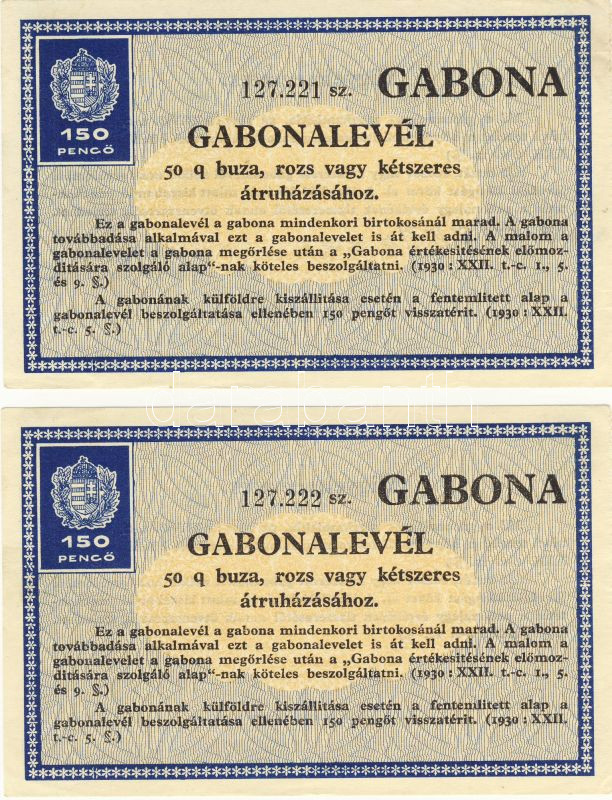 127.221 sz. GABONA
150
PENGŐ
GABONALEVÉL
50 q buza, rozs vagy kétszeres
átruházásához.
Ez a gabonalevél a gabona mindenkori birtokosánál marad. A gabona
továbbadása alkalmával ezt a gabonalevelet is át kell adni. A malom a
gabonalevelet a gabona megőrlése után a „Gabona értékesitésének előmoz-
ditására szolgáló alap“-nak köteles beszolgáltatni. (1930 : XXII. t.-c. 1., 5.
és 9. §.)
A gabonának külföldre kiszállitása esetén a fentemlitett alap a
gabonalevél beszolgáltatása ellenében 150 pengőt visszatérit. (1930 : XXII.
t.-c. 5. §.)
darabanth
127.222 sz. GABONA
150
PENGŐ
GABONALEVÉL
50 q buza, rozs vagy kétszeres
átruházásához.
Ez a gabonalevél a gabona mindenkori birtokosánál marad. A gabona
továbbadása alkalmával ezt a gabonalevelet is át kell adni. A malom a
gabonalevelet a gabona megőrlése után a „Gabona értékesitésének előmoz-
ditására szolgáló alap“-nak köteles beszolgáltatni. (1930 : XXII. t.-c. 1., 5.
és 9. §.)
A gabonának külföldre kiszállitása esetén a fentemlitett alap a
gabonalevél beszolgáltatása ellenében 150 pengőt visszatérit. (1930 : XXII.
t.-c. 5. §.)